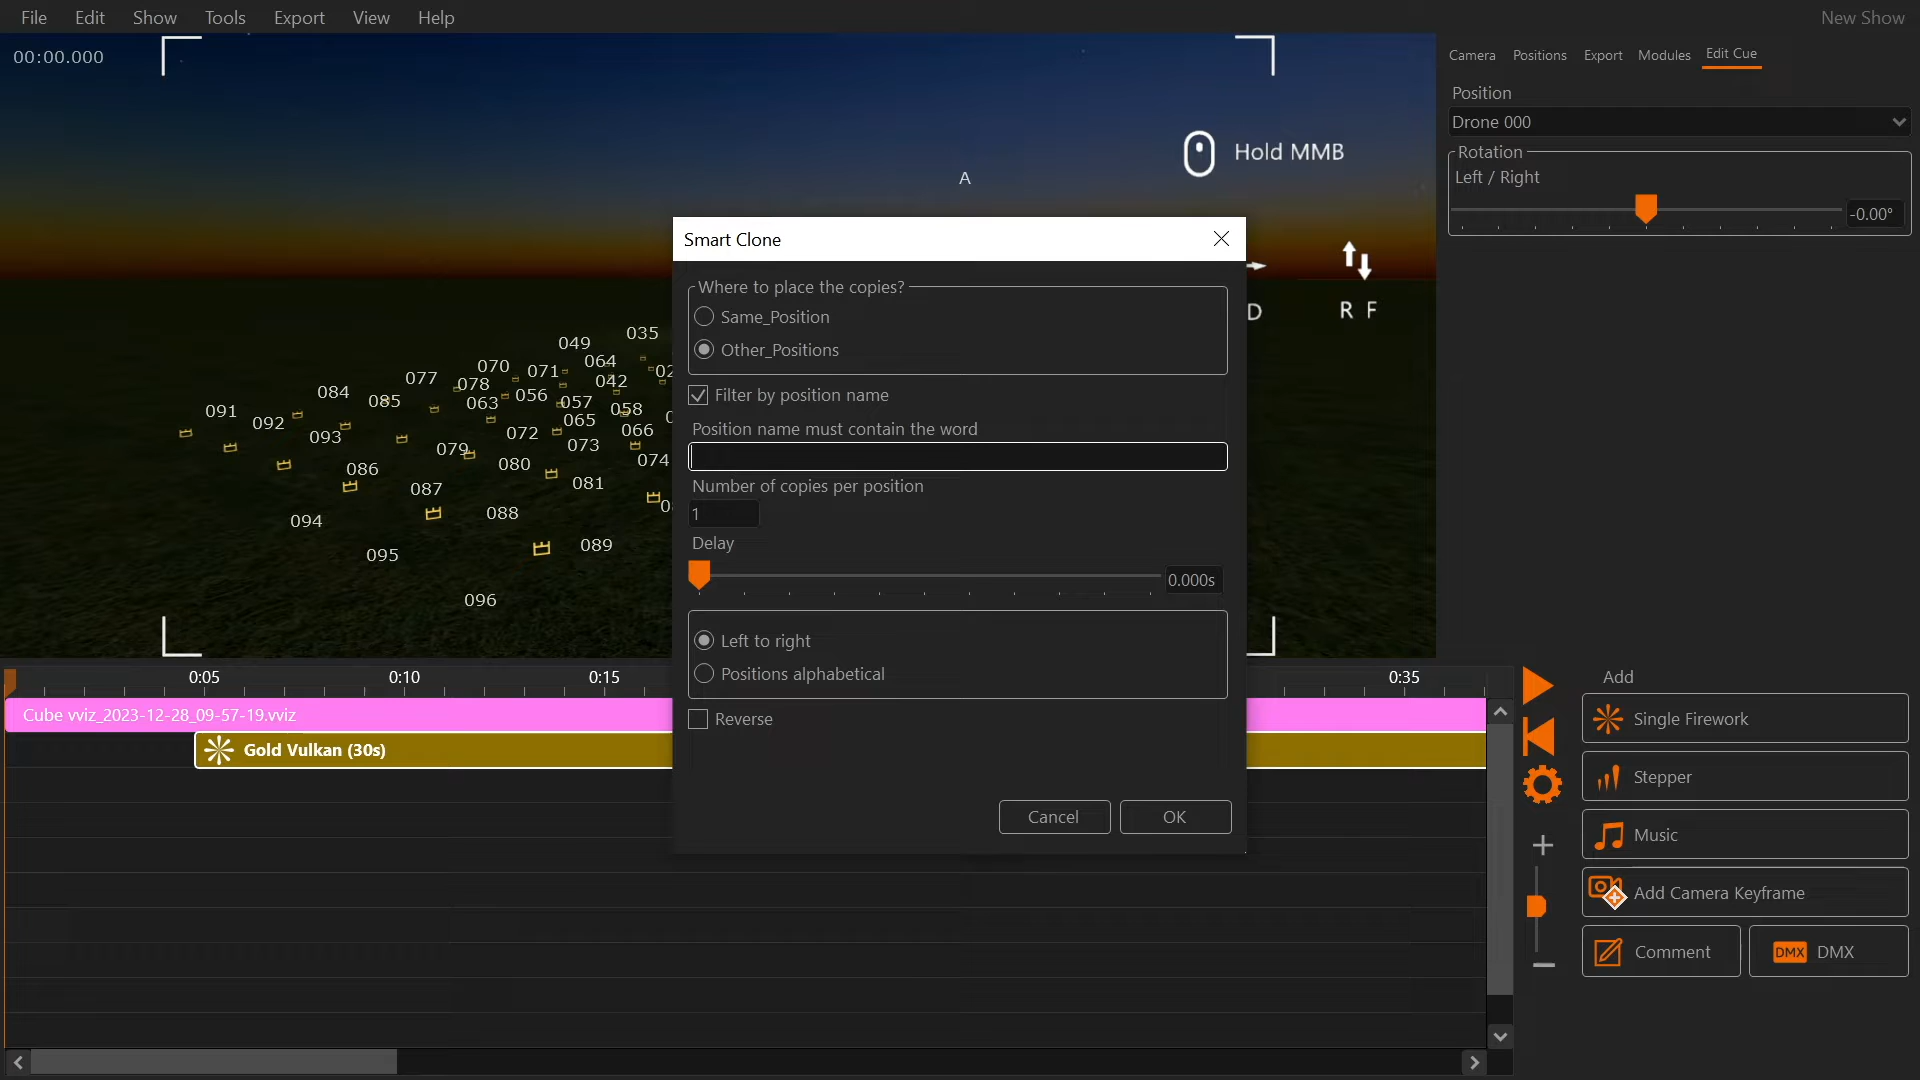 File Edit Show Tools Export View Help New Show
00:00.000
Camera Positions Export Modules Edit Cue
Position
Drone 000
Rotation
Left / Right
-0.00°
Hold MMB
A
D R F
Smart Clone
Where to place the copies?
Same_Position
Other_Positions
Filter by position name
Position name must contain the word
Number of copies per position
1
Delay
0.000s
Left to right
Positions alphabetical
Reverse
Cancel OK
035
049
064
070
071
077
078
042
084
085
063
056
057
058
091
092
093
065
066
072
073
079
074
086
080
087
081
088
094
089
095
096
0:05 0:10 0:15 0:35
Cube vviz_2023-12-28_09-57-19.vviz
Gold Vulkan (30s)
Add
Single Firework
Stepper
Music
Add Camera Keyframe
Comment
DMX DMX